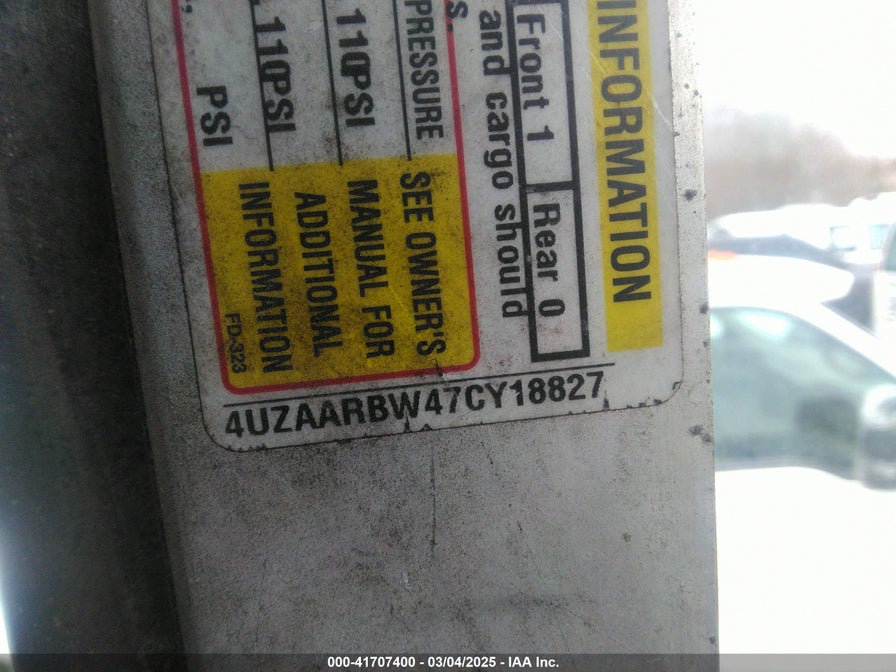 INFORMATION
Front 1 Rear 0
and cargo should
s.
PRESSURE
110PSI
110PSI
PSI
SEE OWNER'S
MANUAL FOR
ADDITIONAL
INFORMATION
FD-323
4UZAARBW47CY18827
000-41707400 - 03/04/2025 - IAA Inc.